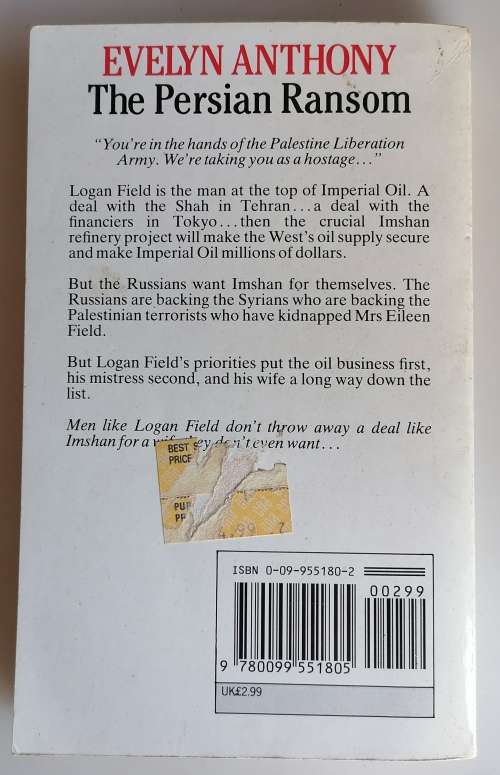 EVELYN ANTHONY
The Persian Ransom
"You're in the hands of the Palestine Liberation
Army. We're taking you as a hostage..."
Logan Field is the man at the top of Imperial Oil. A
deal with the Shah in Tehran...a deal with the
financiers in Tokyo...then the crucial Imshan
refinery project will make the West's oil supply secure
and make Imperial Oil millions of dollars.
But the Russians want Imshan for themselves. The
Russians are backing the Syrians who are backing the
Palestinian terrorists who have kidnapped Mrs Eileen
Field.
But Logan Field's priorities put the oil business first,
his mistress second, and his wife a long way down the
list.
Men like Logan Field don't throw away a deal like
Imshan for a wife they don't even want...
BEST
PRICE
ISBN 0-09-955180-2
00299
9 780099 551805
UK£2.99